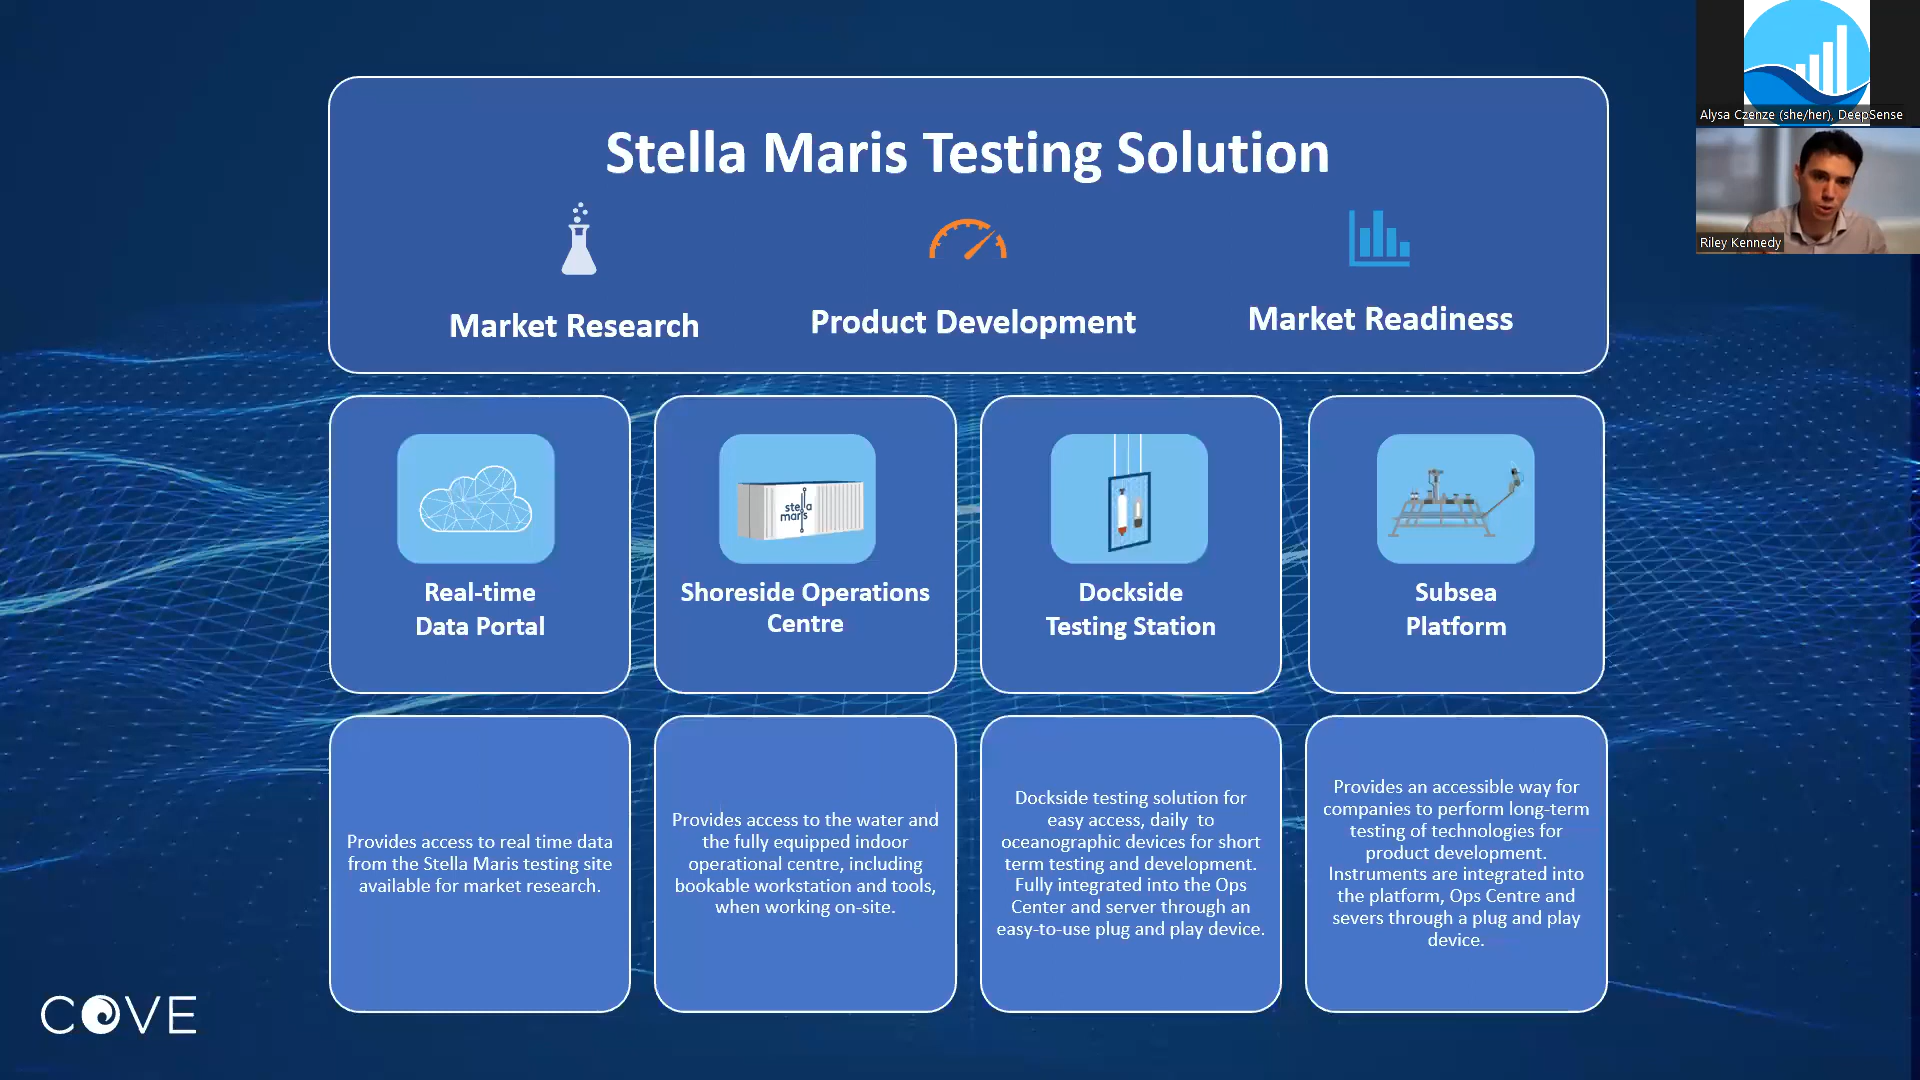 Stella Maris Testing Solution
Market Research
Product Development
Market Readiness
stella
maris
Real-time
Data Portal
Shoreside Operations
Centre
Dockside
Testing Station
Subsea
Platform
Provides access to real time data
from the Stella Maris testing site
available for market research.
Provides access to the water and
the fully equipped indoor
operational centre, including
bookable workstation and tools,
when working on-site.
Dockside testing solution for
easy access, daily to
oceanographic devices for short
term testing and development.
Fully integrated into the Ops
Center and server through an
easy-to-use plug and play device.
Provides an accessible way for
companies to perform long-term
testing of technologies for
product development.
Instruments are integrated into
the platform, Ops Centre and
severs through a plug and play
device.
COVE
Alysa Czenze (she/her), DeepSense
Riley Kennedy